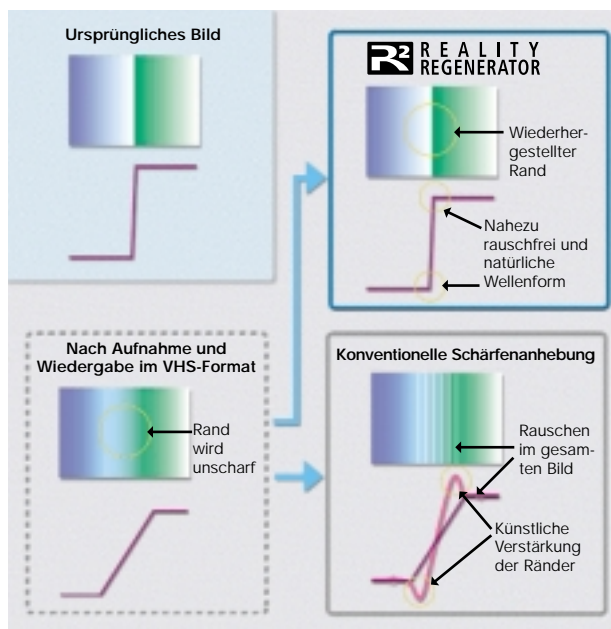 Ursprüngliches Bild
R² REALITY
REGENERATOR
Wiederher-
gestellter
Rand
Nahezu
rauschfrei und
natürliche
Wellenform
Nach Aufnahme und
Wiedergabe im VHS-Format
Rand
wird
unscharf
Konventionelle Schärfenanhebung
Rauschen
im gesam-
ten Bild
Künstliche
Verstärkung
der Ränder